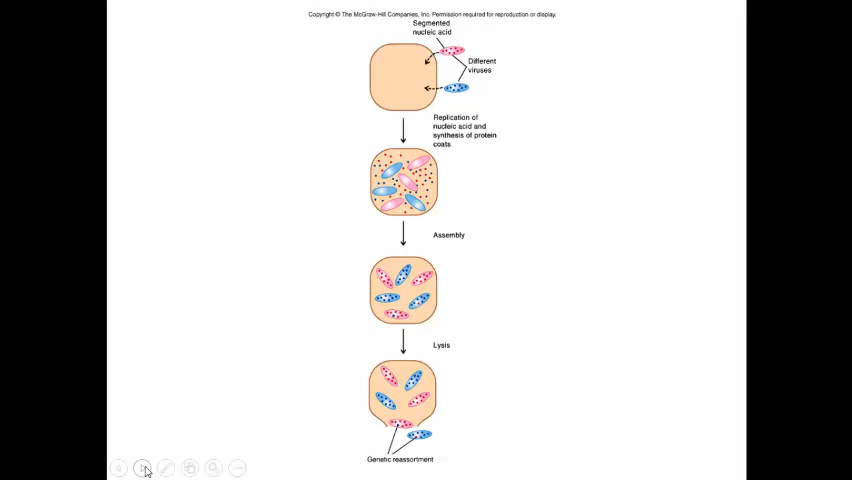 Copyright © The McGraw-Hill Companies, Inc. Permission required for reproduction or display.
Segmented
nucleic acid
Different
viruses
Replication of
nucleic acid and
synthesis of protein
coats
Assembly
Lysis
Genetic reassortment